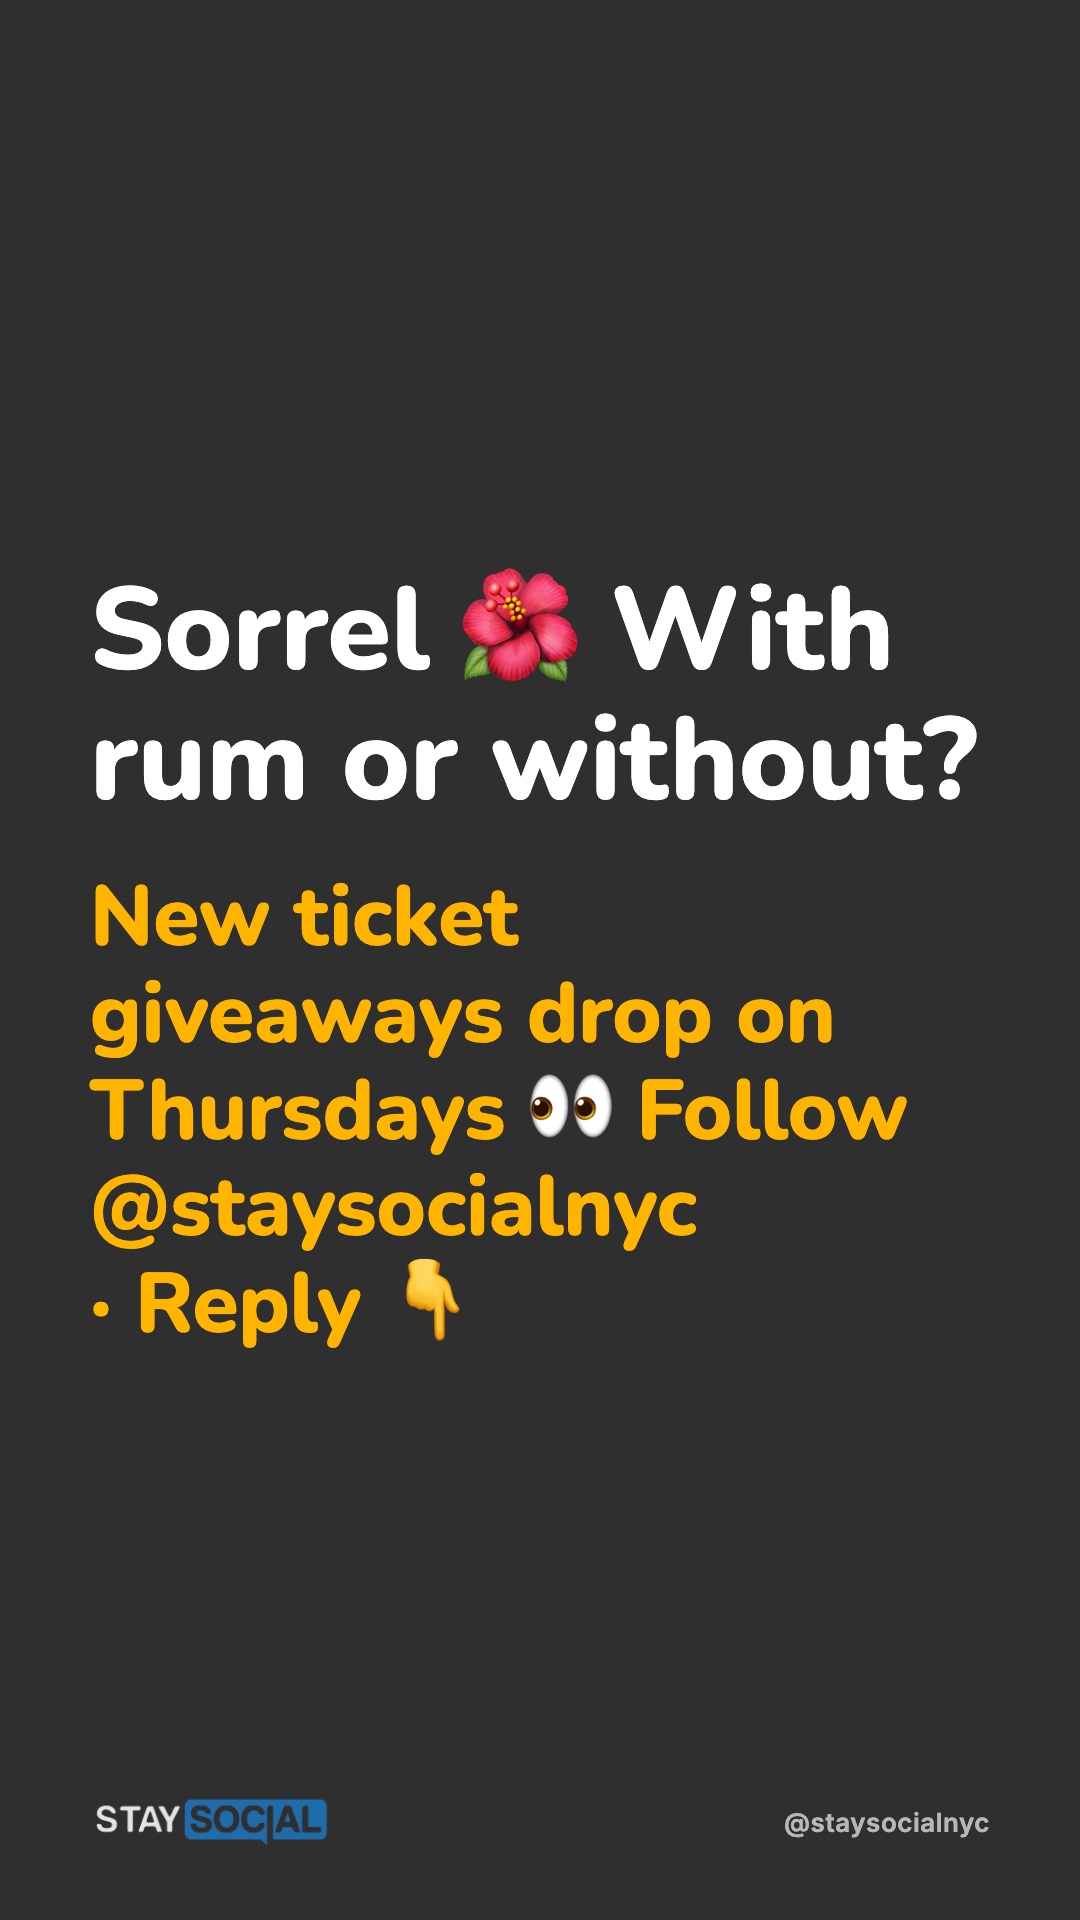 Sorrel 🌺 With
rum or without?
New ticket
giveaways drop on
Thursdays 👀 Follow
@staysocialnyc
· Reply 👇
STAY SOCIAL
@staysocialnyc